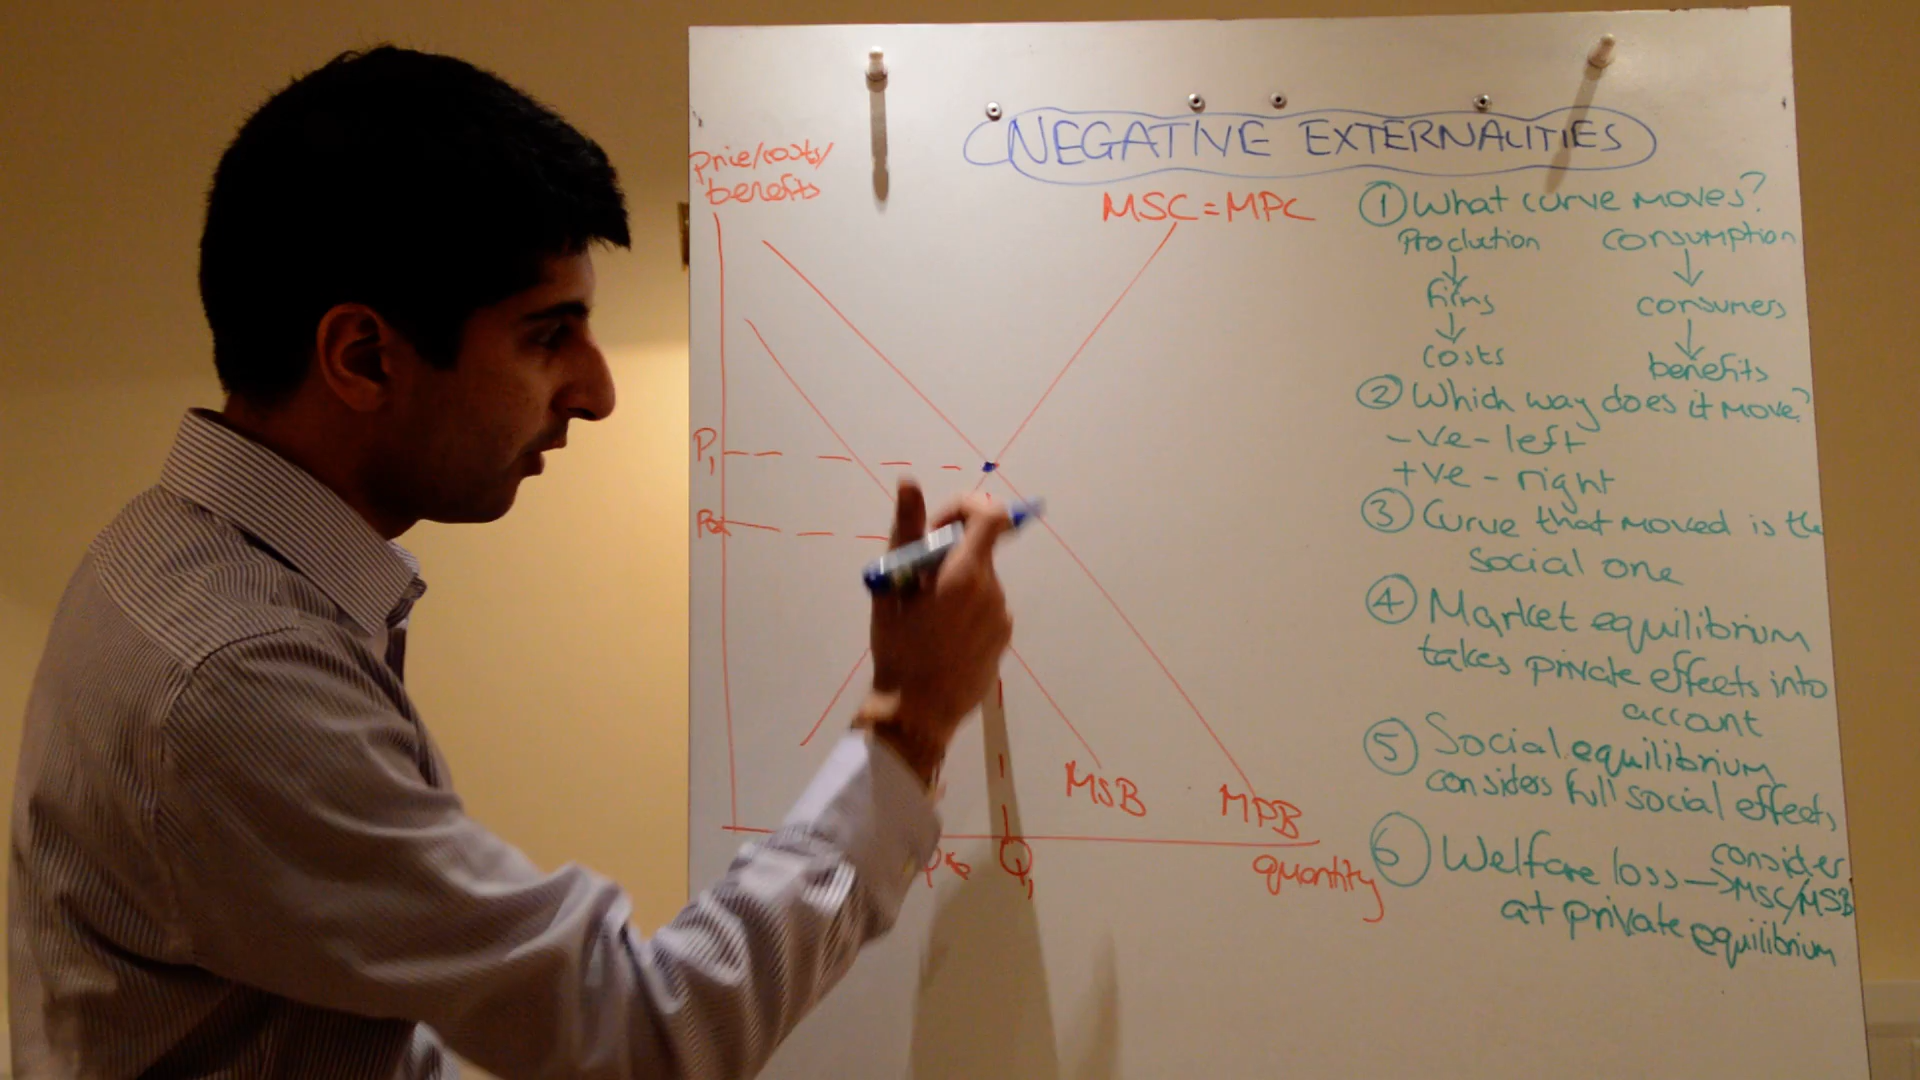 NEGATIVE EXTERNALITIES
Price/costs/
benefits
MSC = MPC
P1
MSB
MPB
Q1
quantity
① What curve moves?
Production consumption
firms consumers
costs benefits
② Which way does it move?
-ve - left
+ve - right
③ Curve that moved is the
social one
④ Market equilibrium
takes private effects into
account
⑤ Social equilibrium
considers full social effects
⑥ Welfare loss → consider
MSC/MSB
at private equilibrium